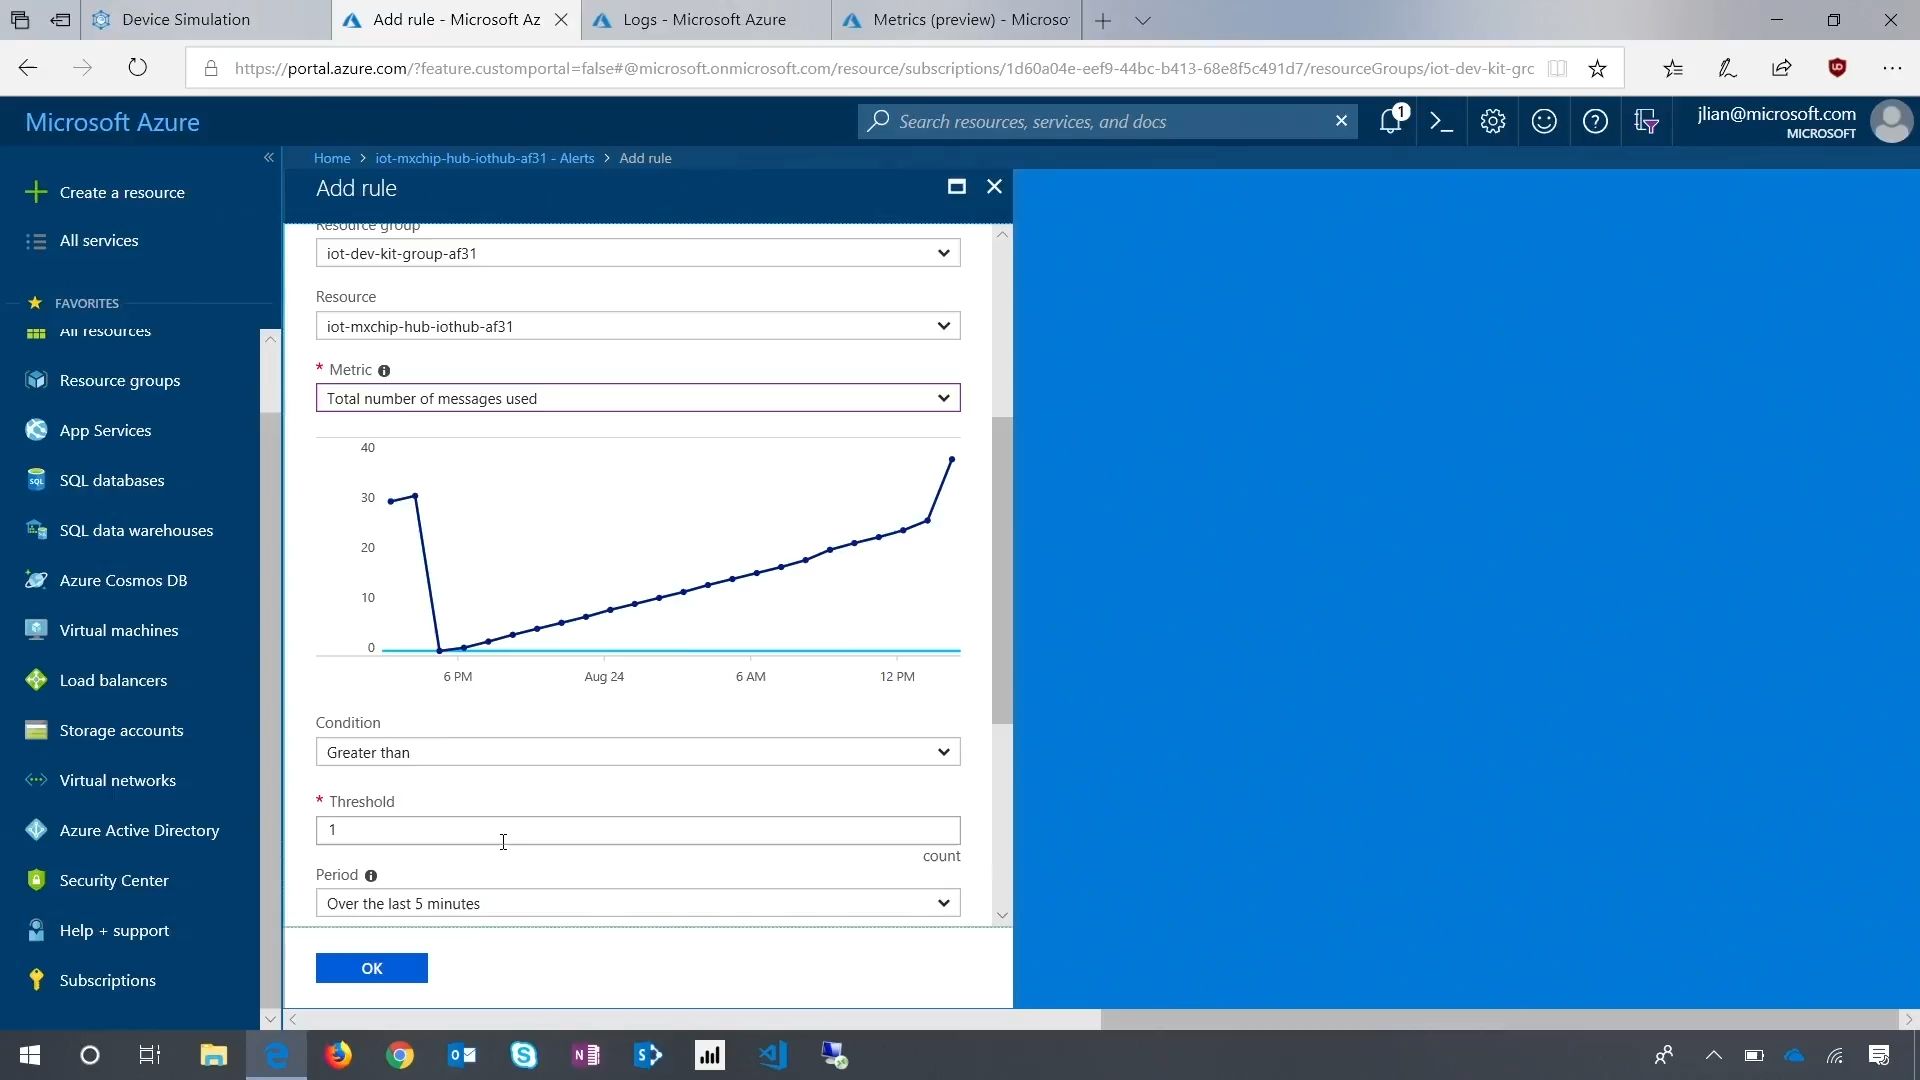 Device Simulation
Add rule - Microsoft Az
Logs - Microsoft Azure
Metrics (preview) - Microso
https://portal.azure.com/?feature.customportal=false#@microsoft.onmicrosoft.com/resource/subscriptions/1d60a04e-eef9-44bc-b413-68e8f5c491d7/resourceGroups/iot-dev-kit-grc
Microsoft Azure
Search resources, services, and docs
1
jlian@microsoft.com
MICROSOFT
Home > iot-mxchip-hub-iothub-af31 - Alerts > Add rule
Create a resource
All services
FAVORITES
All resources
Resource groups
App Services
SQL databases
SQL data warehouses
Azure Cosmos DB
Virtual machines
Load balancers
Storage accounts
Virtual networks
Azure Active Directory
Security Center
Help + support
Subscriptions
Add rule
Resource group
iot-dev-kit-group-af31
Resource
iot-mxchip-hub-iothub-af31
* Metric
Total number of messages used
40
30
20
10
0
6 PM
Aug 24
6 AM
12 PM
Condition
Greater than
* Threshold
1
count
Period
Over the last 5 minutes
OK